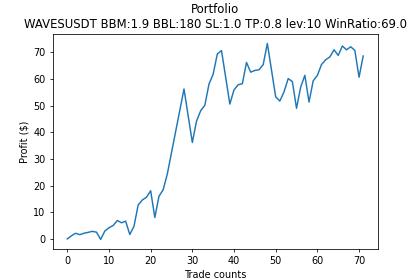 Portfolio
WAVESUSDT BBM:1.9 BBL:180 SL:1.0 TP:0.8 lev:10 WinRatio:69.0
Profit ($)
70
60
50
40
30
20
10
0
0 10 20 30 40 50 60 70
Trade counts